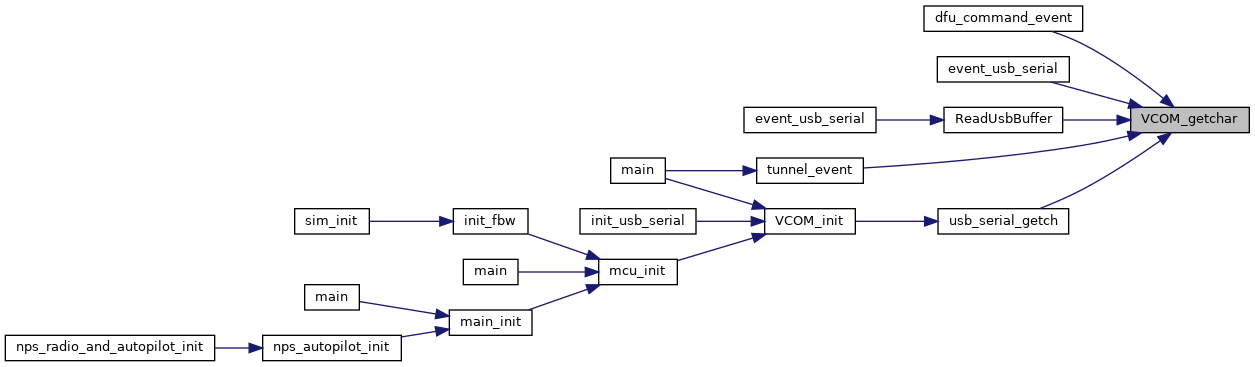 dfu_command_event
event_usb_serial
VCOM_getchar
event_usb_serial
ReadUsbBuffer
main
tunnel_event
sim_init
init_fbw
init_usb_serial
VCOM_init
usb_serial_getch
main
mcu_init
main
main_init
nps_radio_and_autopilot_init
nps_autopilot_init